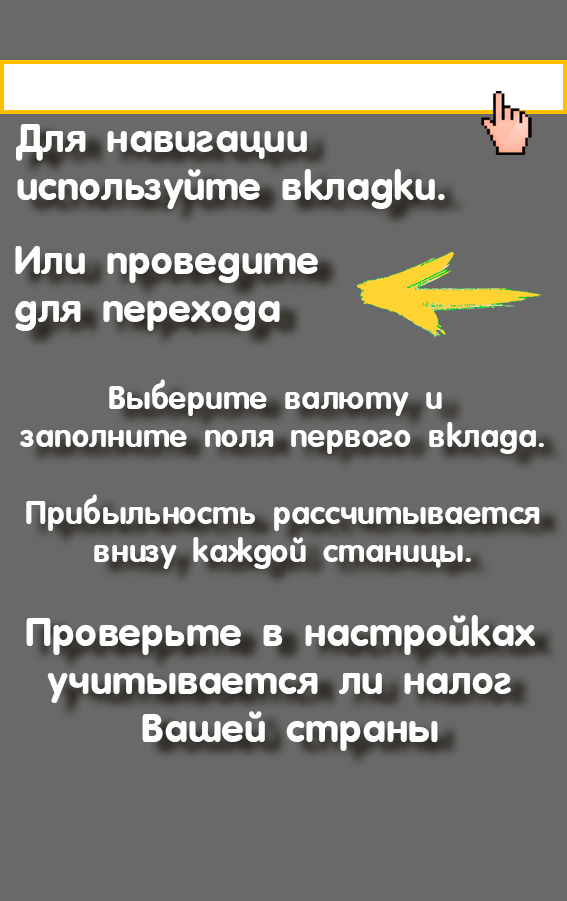 Для навигации
используйте вкладки.
Или проведите
для перехода
Выберите валюту и
заполните поля первого вклада.
Прибыльность рассчитывается
внизу каждой станицы.
Проверьте в настройках
учитывается ли налог
Вашей страны